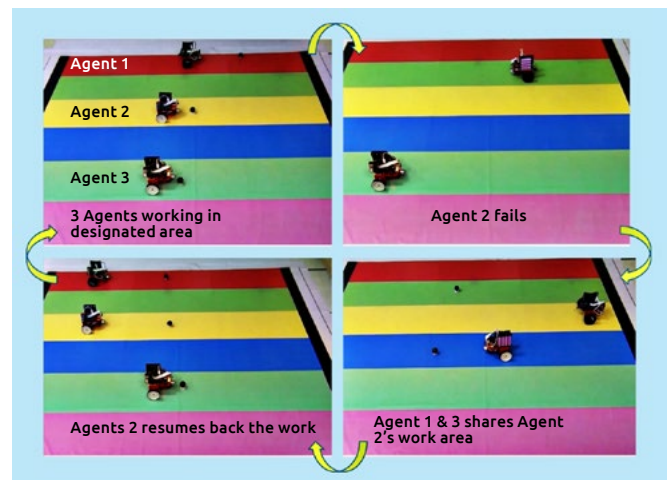 Agent 1
Agent 2
Agent 3
3 Agents working in
designated area
Agent 2 fails
Agents 2 resumes back the work
Agent 1 & 3 shares Agent
2's work area